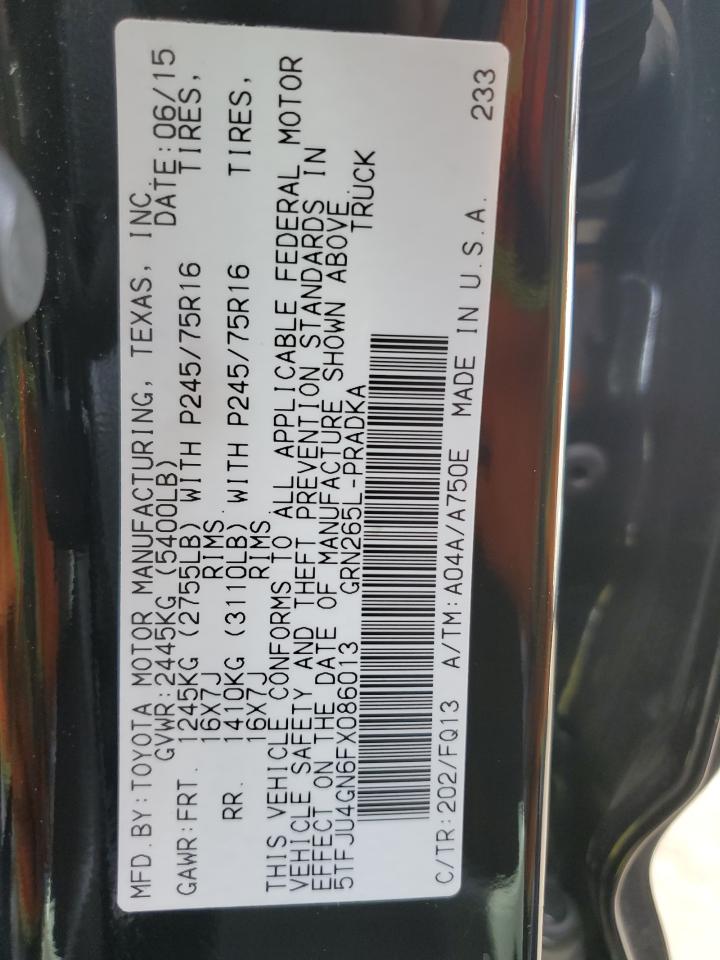 MFD.BY:TOYOTA MOTOR MANUFACTURING, TEXAS, INC.
GVWR:2445KG (5400LB) DATE:06/15
GAWR:FRT. 1245KG (2755LB) WITH P245/75R16 TIRES,
16X7J RIMS
RR. 1410KG (3110LB) WITH P245/75R16 TIRES,
16X7J RIMS
THIS VEHICLE CONFORMS TO ALL APPLICABLE FEDERAL MOTOR
VEHICLE SAFETY AND THEFT PREVENTION STANDARDS IN
EFFECT ON THE DATE OF MANUFACTURE SHOWN ABOVE.
5TFJU4GN6FX086013 GRN265L-PRADKA TRUCK
C/TR:202/FQ13 A/TM:A04A/A750E MADE IN U.S.A. 233